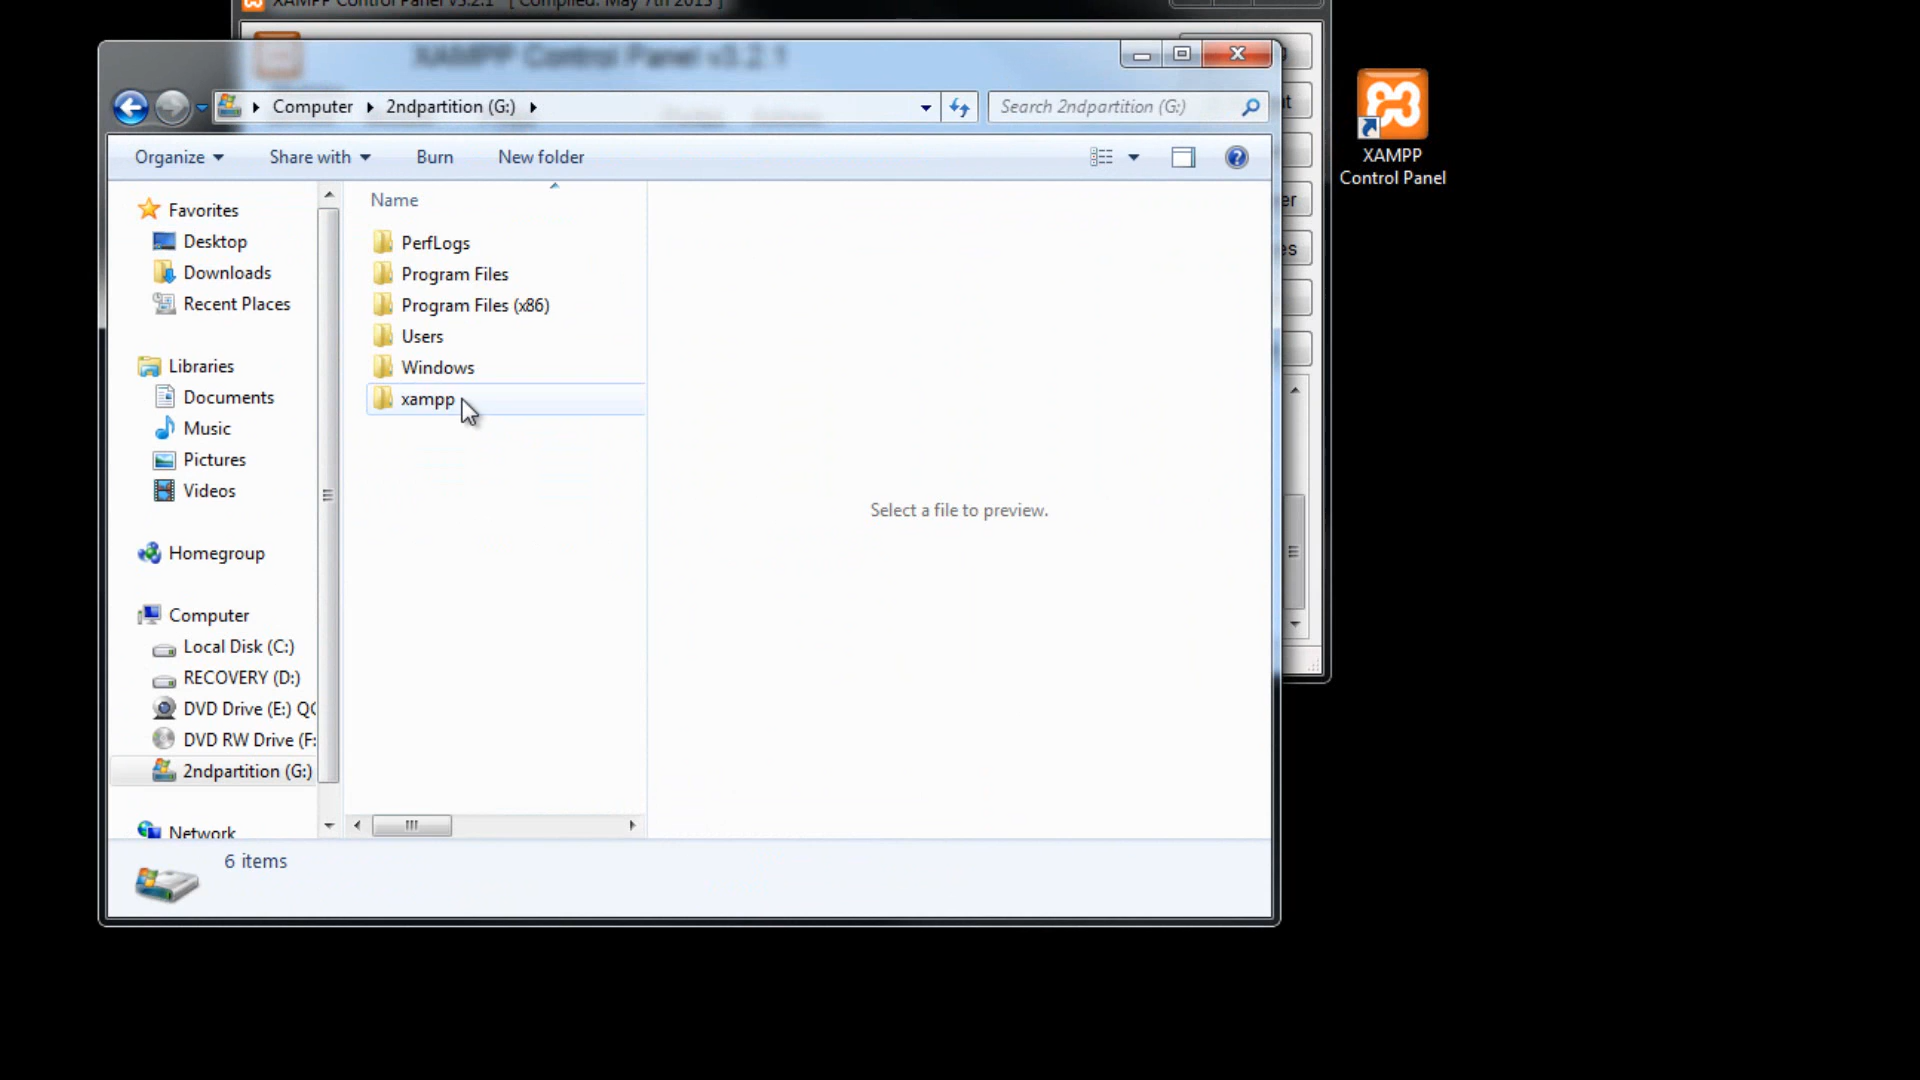 XAMPP Control Panel v3.2.1 [ Compiled: May 7th 2013 ]
XAMPP Control Panel v3.2.1
Computer 2ndpartition (G:)
Search 2ndpartition (G:)
Organize Share with Burn New folder
Favorites
Desktop
Downloads
Recent Places
Libraries
Documents
Music
Pictures
Videos
Homegroup
Computer
Local Disk (C:)
RECOVERY (D:)
DVD Drive (E:)
DVD RW Drive (F:
2ndpartition (G:)
Network
Name
PerfLogs
Program Files
Program Files (x86)
Users
Windows
xampp
Select a file to preview.
6 items
XAMPP
Control Panel